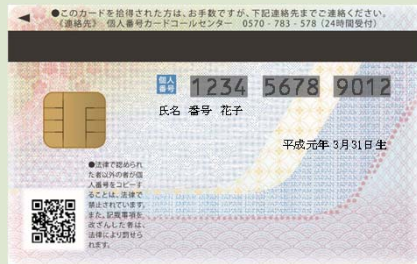 ●このカードを拾得された方は、お手数ですが、下記連絡先までご連絡ください。
《連絡先》 個人番号カードコールセンター 0570-783-578 (24時間受付)
個人番号 1234 5678 9012
氏名 番号 花子
平成元年 3月31日生
●法律で認められ
た者以外の者が個
人番号をコピーす
ることは、法律で
禁止されています。
また、記載事項を
改ざんした者は、
法律により罰せら
れます。